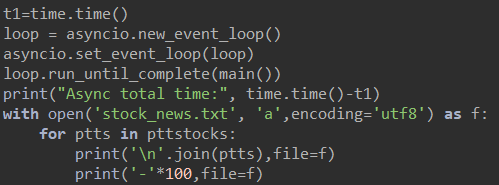 t1=time.time()
loop = asyncio.new_event_loop()
asyncio.set_event_loop(loop)
loop.run_until_complete(main())
print("Async total time:", time.time()-t1)
with open('stock_news.txt', 'a',encoding='utf8') as f:
    for ptts in pttstocks:
        print('\n'.join(ptts),file=f)
        print('-'*100,file=f)